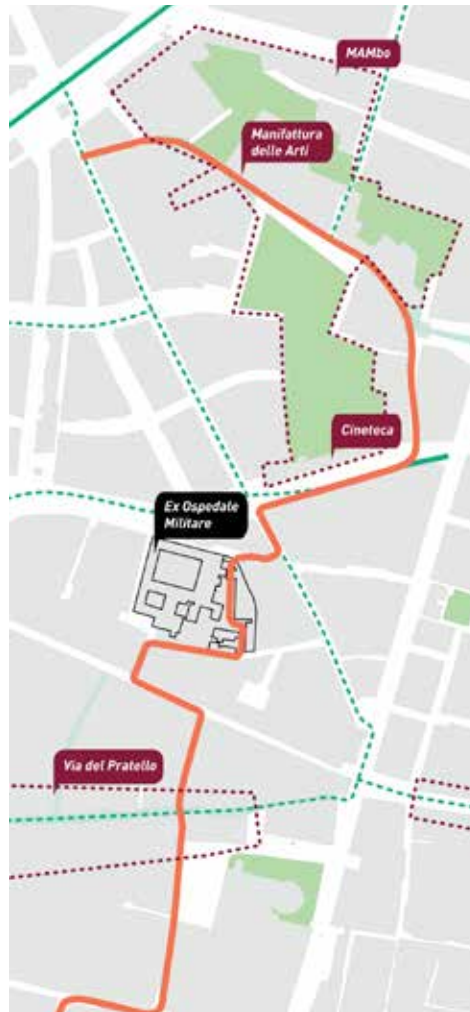 MAMbo
Manifattura
delle Arti
Cineteca
Ex Ospedale
Militare
Via del Pratello